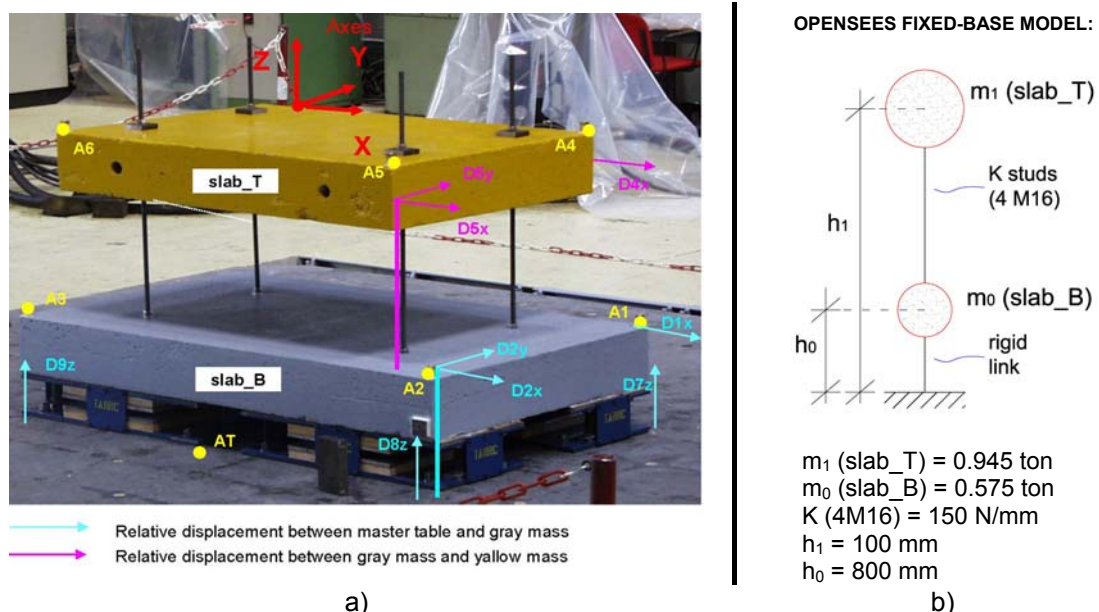 Axes
Z
Y
X
A6
A5
A4
slab_T
D5y
D4x
D5x
A3
A1
D1x
D2y
A2
D2x
D9z
slab_B
D7z
D8z
AT
Relative displacement between master table and gray mass
Relative displacement between gray mass and yellow mass
a)
OPENSEES FIXED-BASE MODEL:
m1 (slab_T)
K studs
(4 M16)
h1
m0 (slab_B)
h0
rigid
link
m1 (slab_T) = 0.945 ton
m0 (slab_B) = 0.575 ton
K (4M16) = 150 N/mm
h1 = 100 mm
h0 = 800 mm
b)